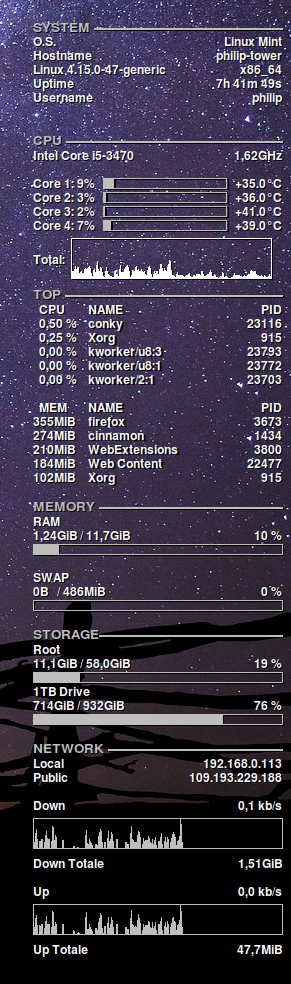 SYSTEM
O.S. Linux Mint
Hostname philip-tower
Linux 4.15.0-47-generic x86_64
Uptime 7h 41m 49s
Username philip
CPU
Intel Core i5-3470 1,62GHz
Core 1: 9% +35.0°C
Core 2: 3% +36.0°C
Core 3: 2% +41.0°C
Core 4: 7% +39.0°C
Total:
TOP
CPU NAME PID
0,50 % conky 23116
0,25 % Xorg 915
0,00 % kworker/u8:3 23793
0,00 % kworker/u8:1 23772
0,00 % kworker/2:1 23703
MEM NAME PID
355MiB firefox 3673
274MiB cinnamon 1434
210MiB WebExtensions 3800
184MiB Web Content 22477
102MiB Xorg 915
MEMORY
RAM
1,24GiB / 11,7GiB 10 %
SWAP
0B / 486MiB 0 %
STORAGE
Root
11,1GiB / 58,0GiB 19 %
1TB Drive
714GiB / 932GiB 76 %
NETWORK
Local 192.168.0.113
Public 109.193.229.188
Down 0,1 kb/s
Down Totale 1,51GiB
Up 0,0 kb/s
Up Totale 47,7MiB